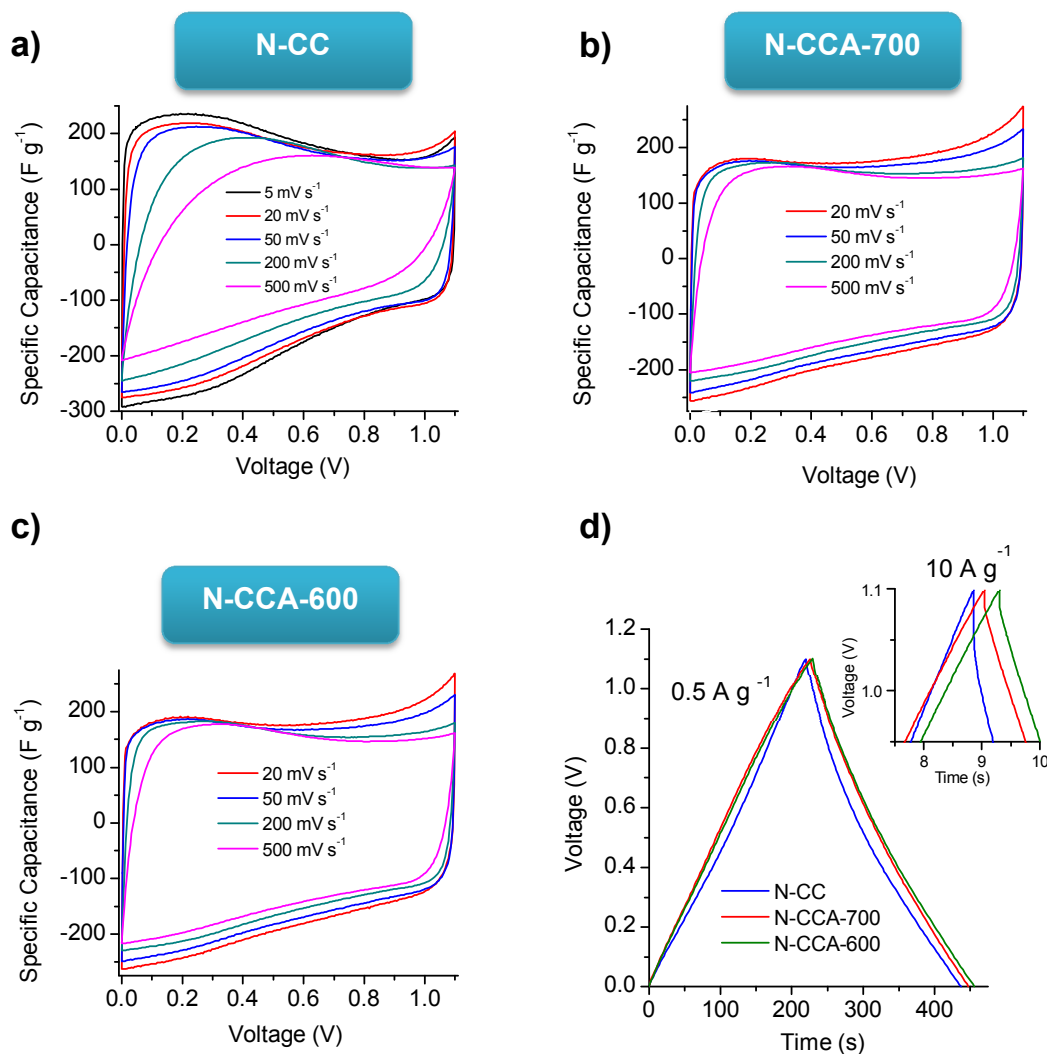 a)
N-CC
Specific Capacitance (F g⁻¹)
200
100
0
-100
-200
-300
5 mV s⁻¹
20 mV s⁻¹
50 mV s⁻¹
200 mV s⁻¹
500 mV s⁻¹
0.0 0.2 0.4 0.6 0.8 1.0
Voltage (V)
b)
N-CCA-700
Specific Capacitance (F g⁻¹)
200
100
0
-100
-200
20 mV s⁻¹
50 mV s⁻¹
200 mV s⁻¹
500 mV s⁻¹
0.0 0.2 0.4 0.6 0.8 1.0
Voltage (V)
c)
N-CCA-600
Specific Capacitance (F g⁻¹)
200
100
0
-100
-200
20 mV s⁻¹
50 mV s⁻¹
200 mV s⁻¹
500 mV s⁻¹
0.0 0.2 0.4 0.6 0.8 1.0
Voltage (V)
d)
10 A g⁻¹
1.1
1.0
Voltage (V)
8 9 10
Time (s)
0.5 A g⁻¹
Voltage (V)
1.2
1.0
0.8
0.6
0.4
0.2
0.0
N-CC
N-CCA-700
N-CCA-600
0 100 200 300 400
Time (s)